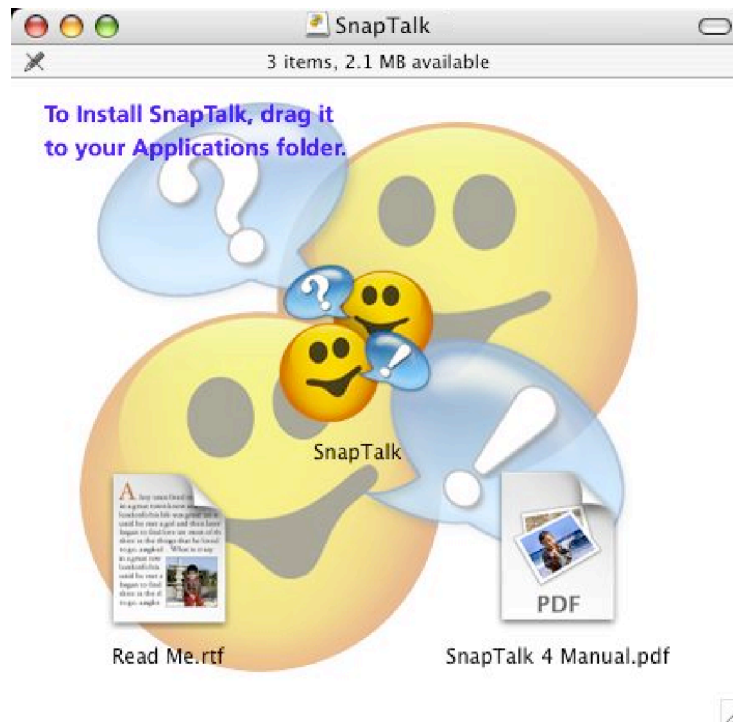 SnapTalk
3 items, 2.1 MB available
To Install SnapTalk, drag it
to your Applications folder.
SnapTalk
PDF
Read Me.rtf
SnapTalk 4 Manual.pdf